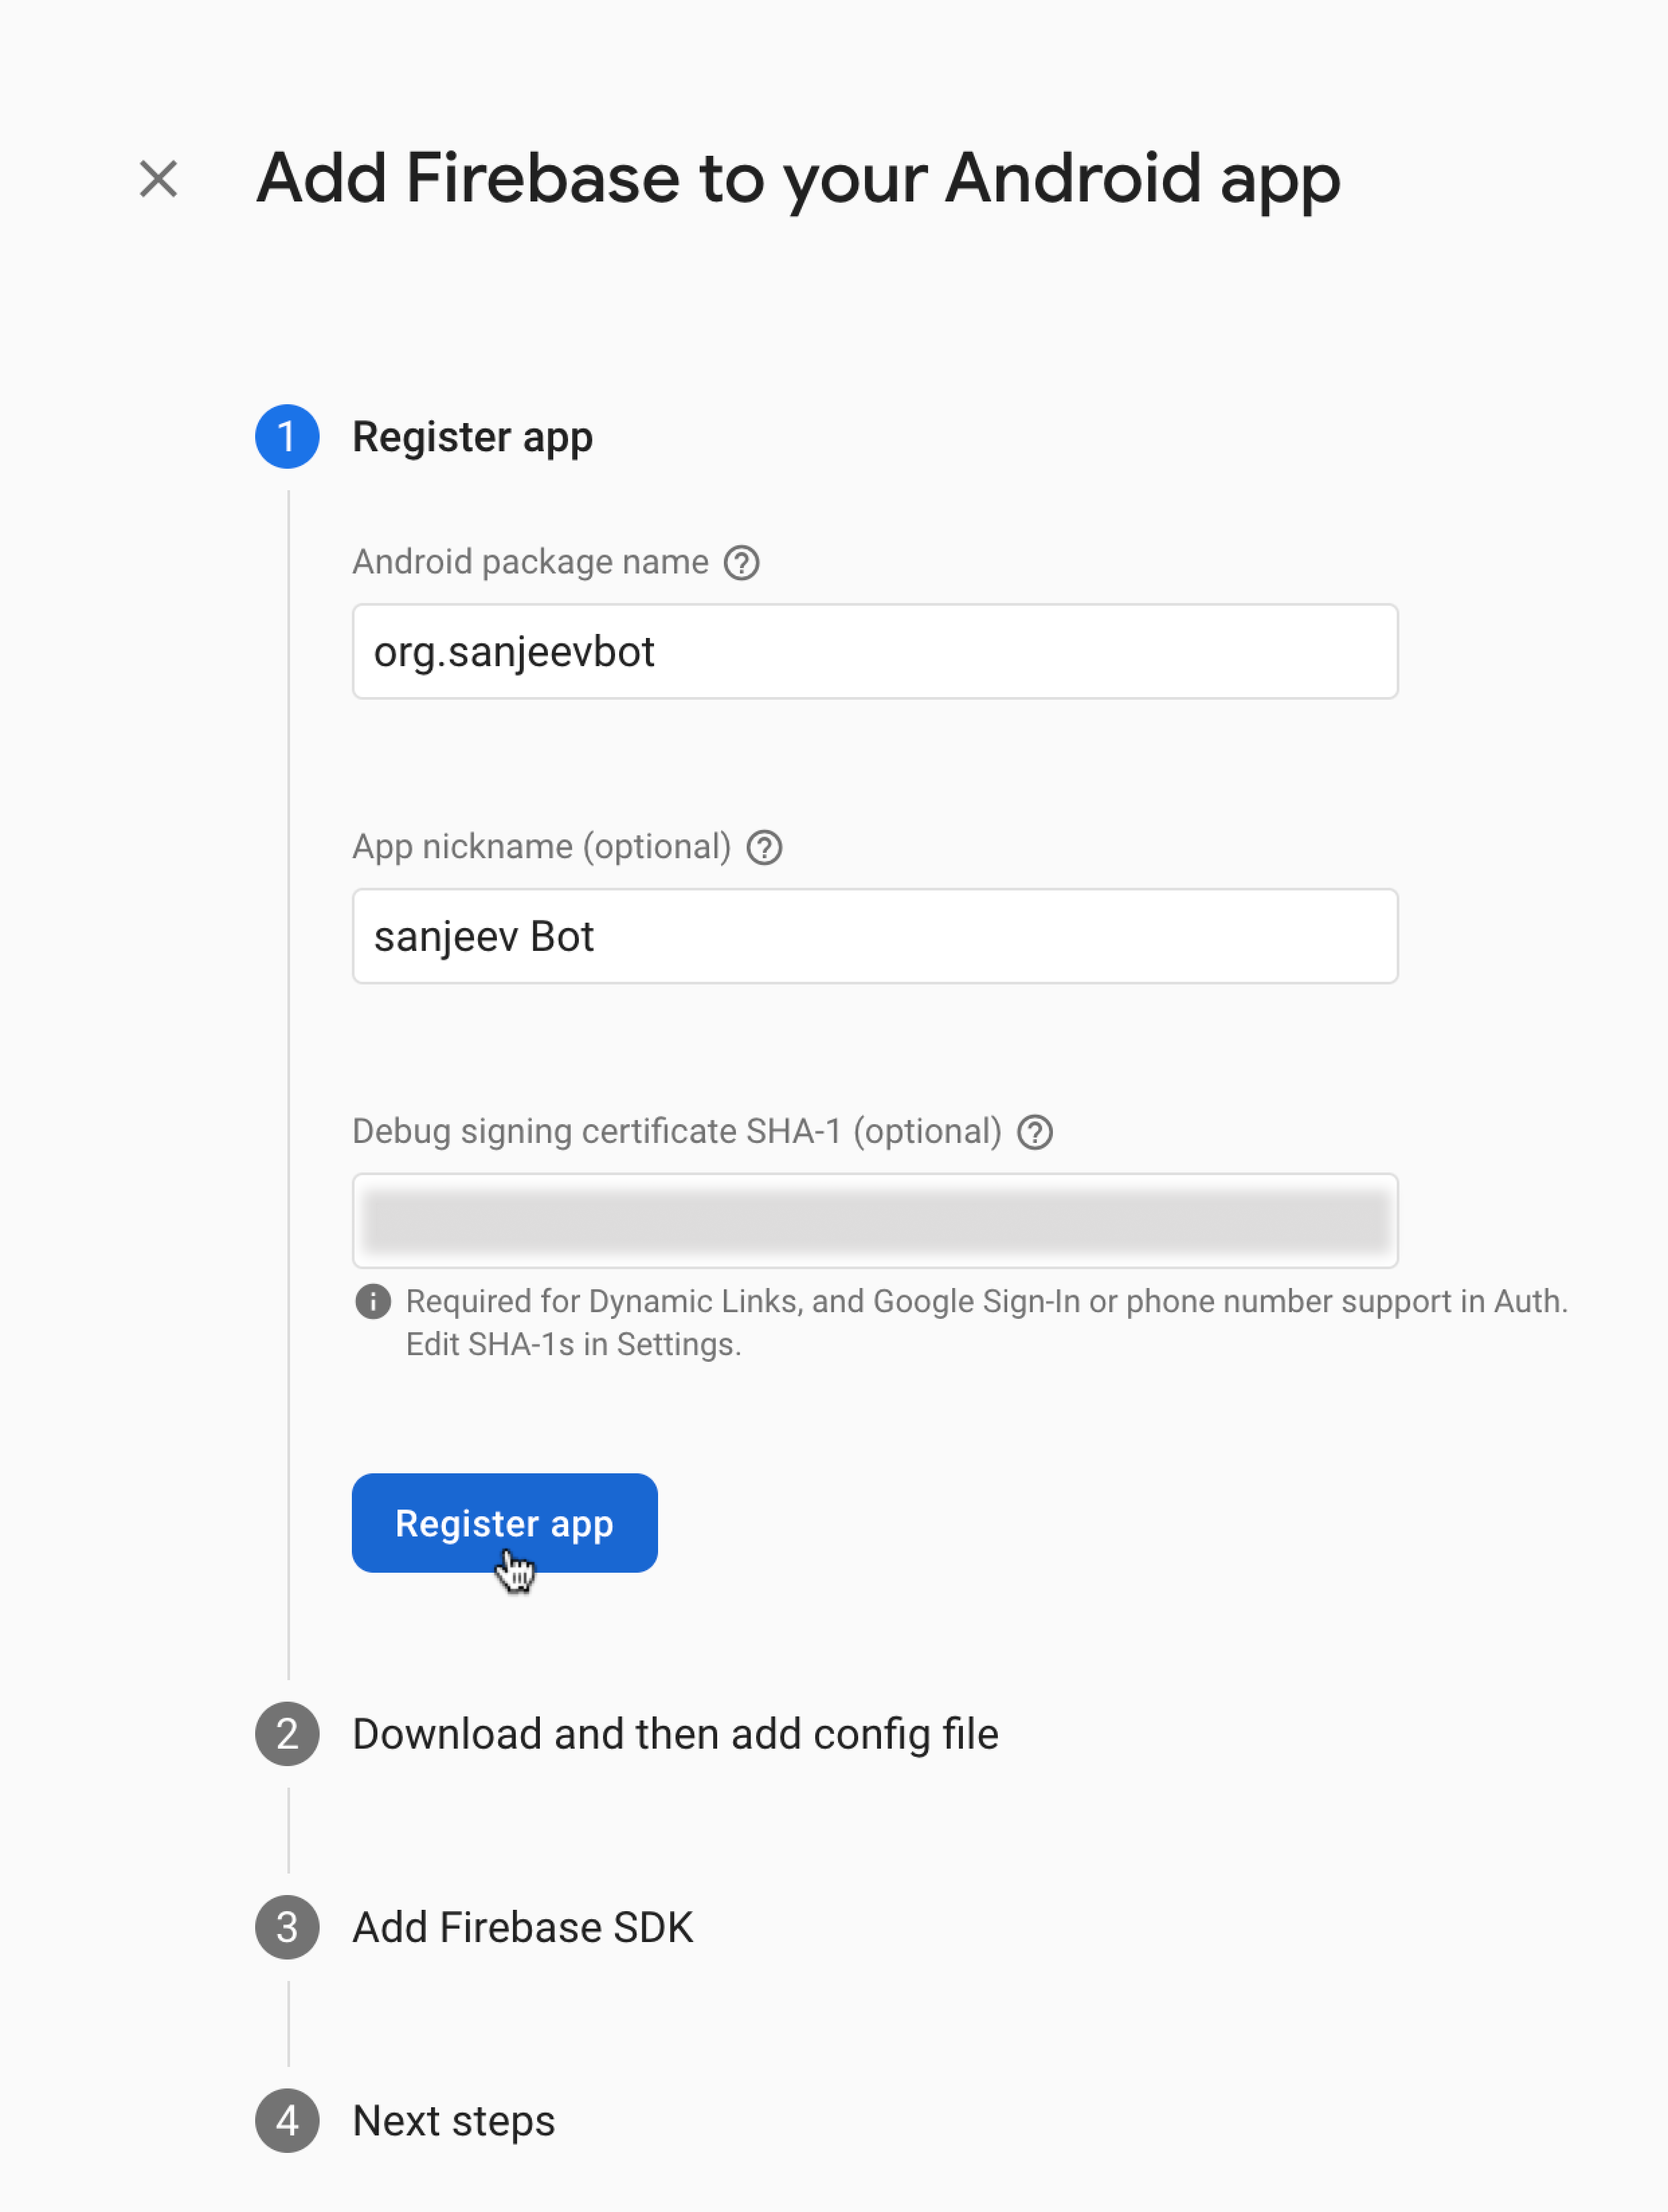 Add Firebase to your Android app
1 Register app
Android package name
org.sanjeevbot
App nickname (optional)
sanjeev Bot
Debug signing certificate SHA-1 (optional)
Required for Dynamic Links, and Google Sign-In or phone number support in Auth.
Edit SHA-1s in Settings.
Register app
2 Download and then add config file
3 Add Firebase SDK
4 Next steps